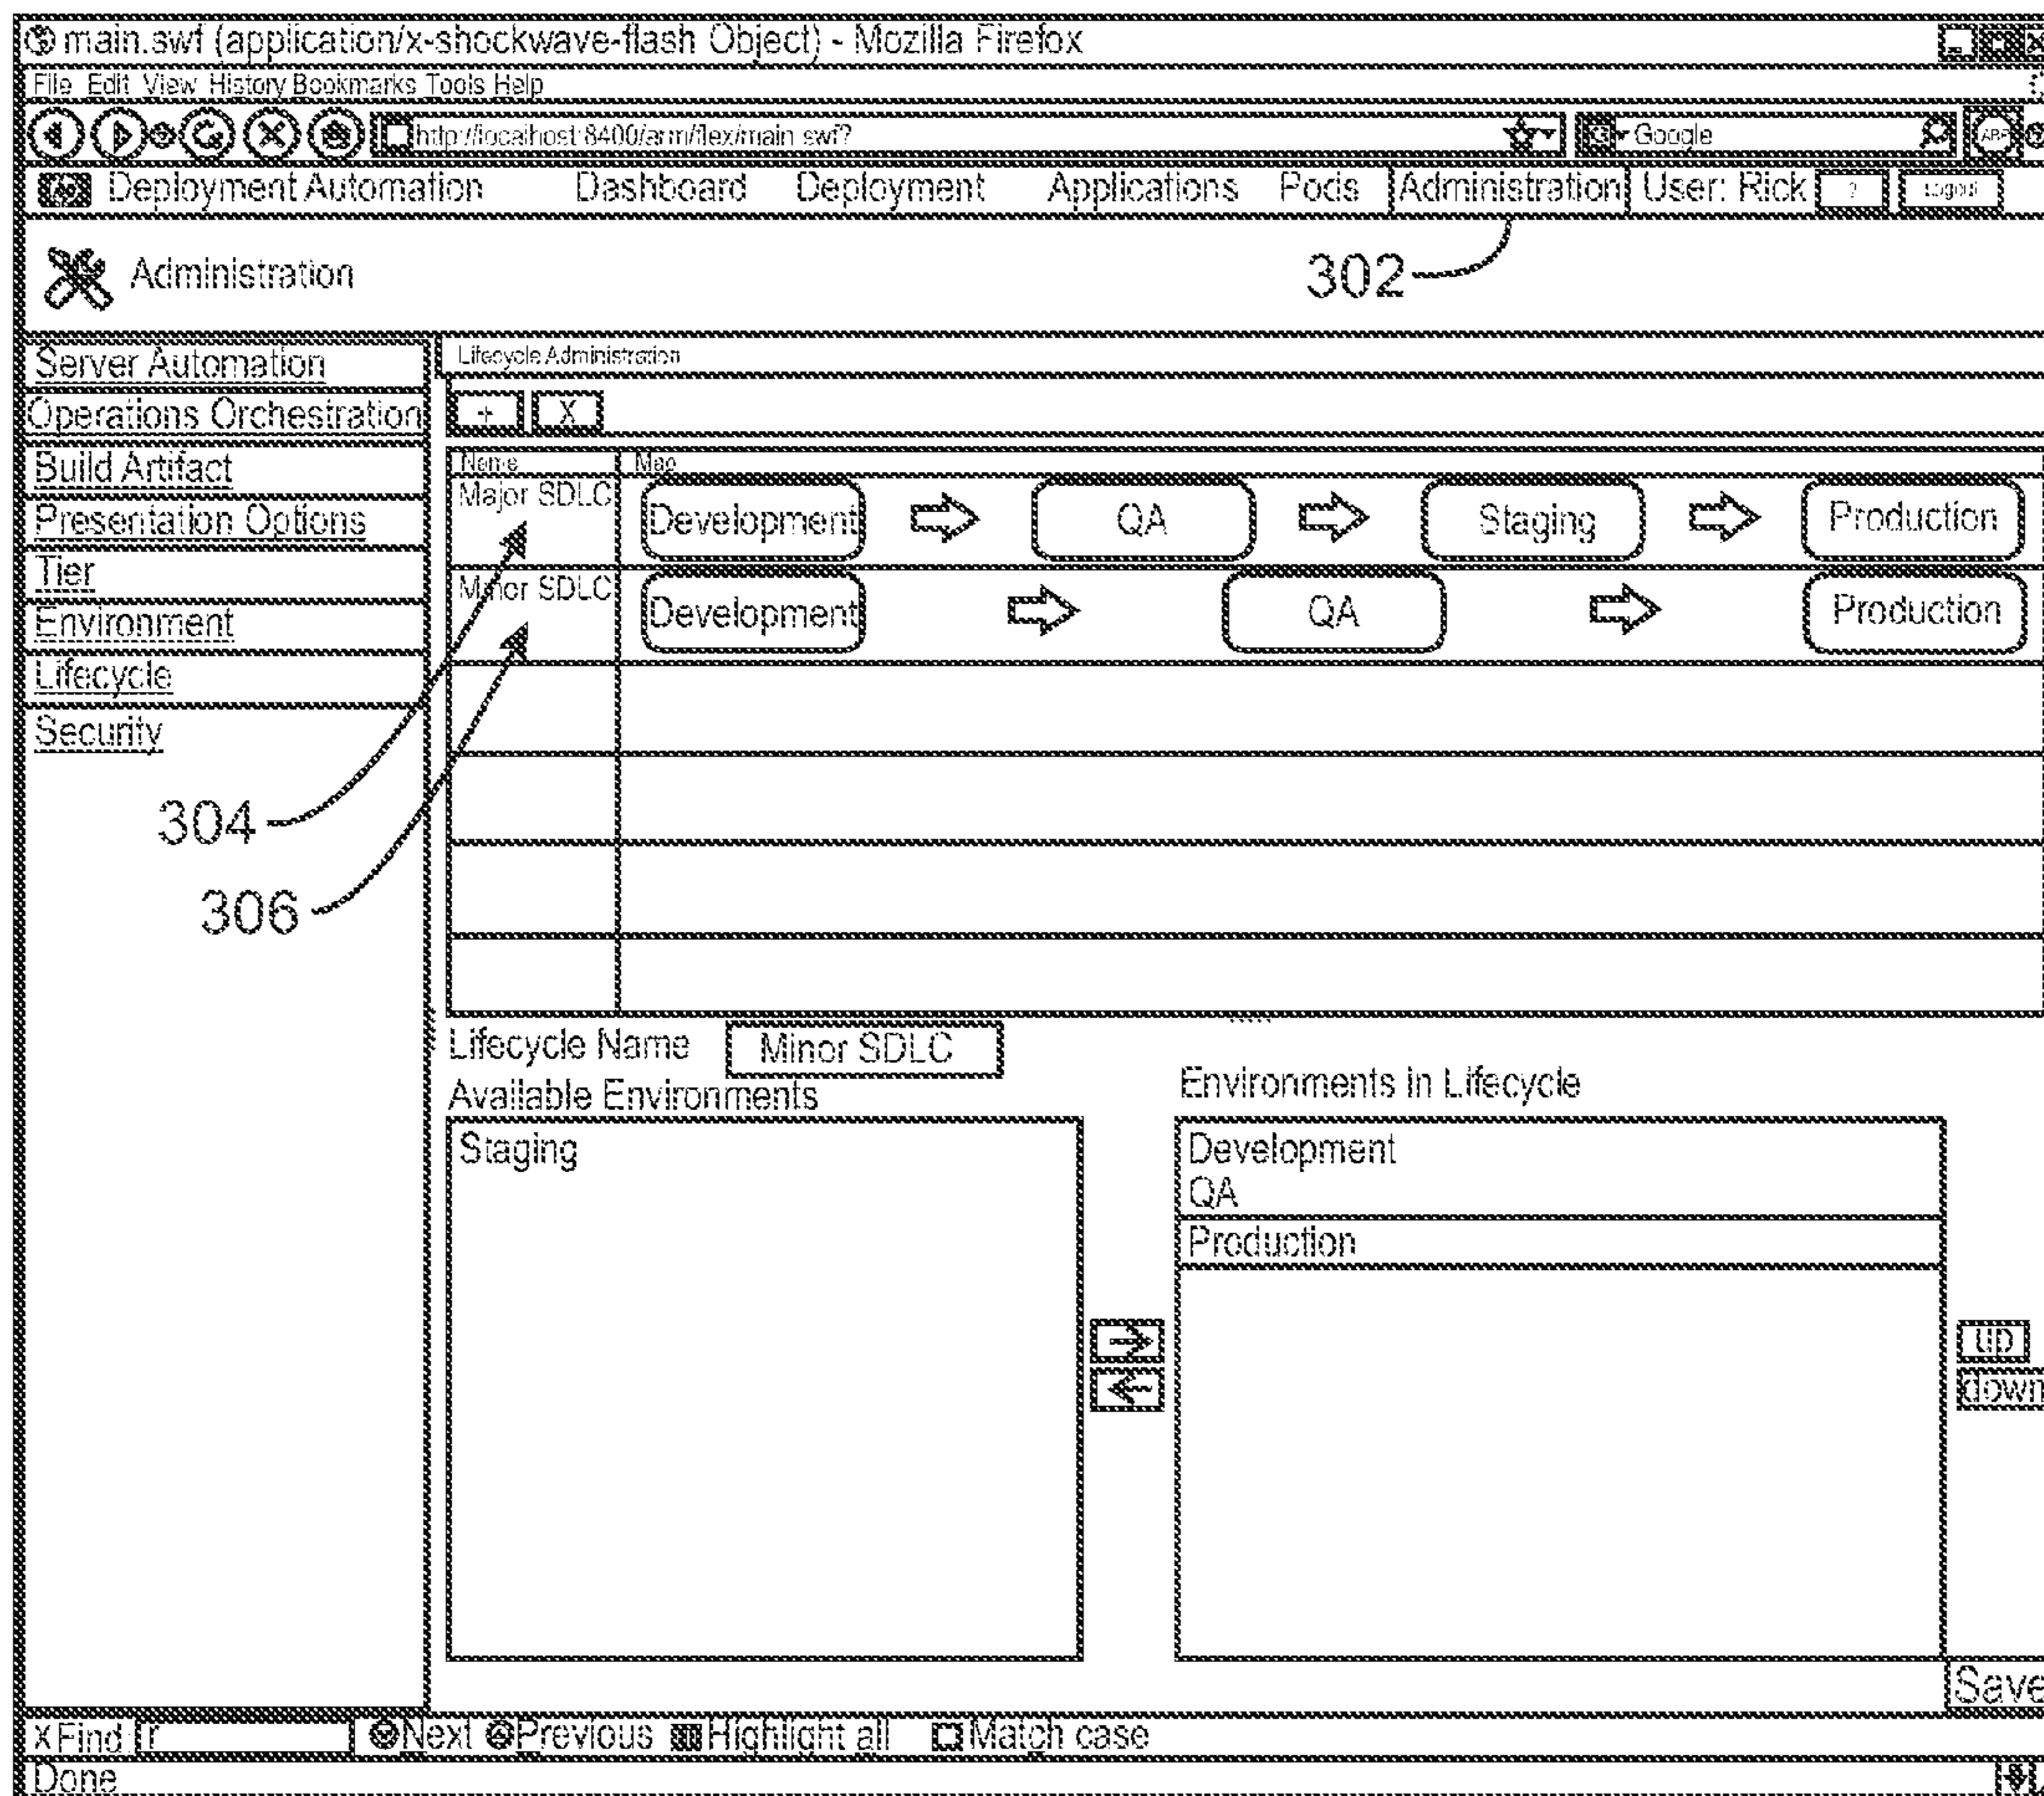 main.swf (application/x-shockwave-flash Object) - Mozilla Firefox
File Edit View History Bookmarks Tools Help
http://localhost:8400/arm/flex/main.swf? G Google ABP
Deployment Automation Dashboard Deployment Applications Pods Administration User: Rick ? Logout
Administration
302
Server Automation
Operations Orchestration
Build Artifact
Presentation Options
Tier
Environment
Lifecycle
Security
304
306
Lifecycle Administration
+ X
Name Map
Major SDLC Development QA Staging Production
Minor SDLC Development QA Production
Lifecycle Name Minor SDLC
Available Environments
Staging
Environments in Lifecycle
Development
QA
Production
up
down
Save
X Find: r Next Previous Highlight all Match case
Done